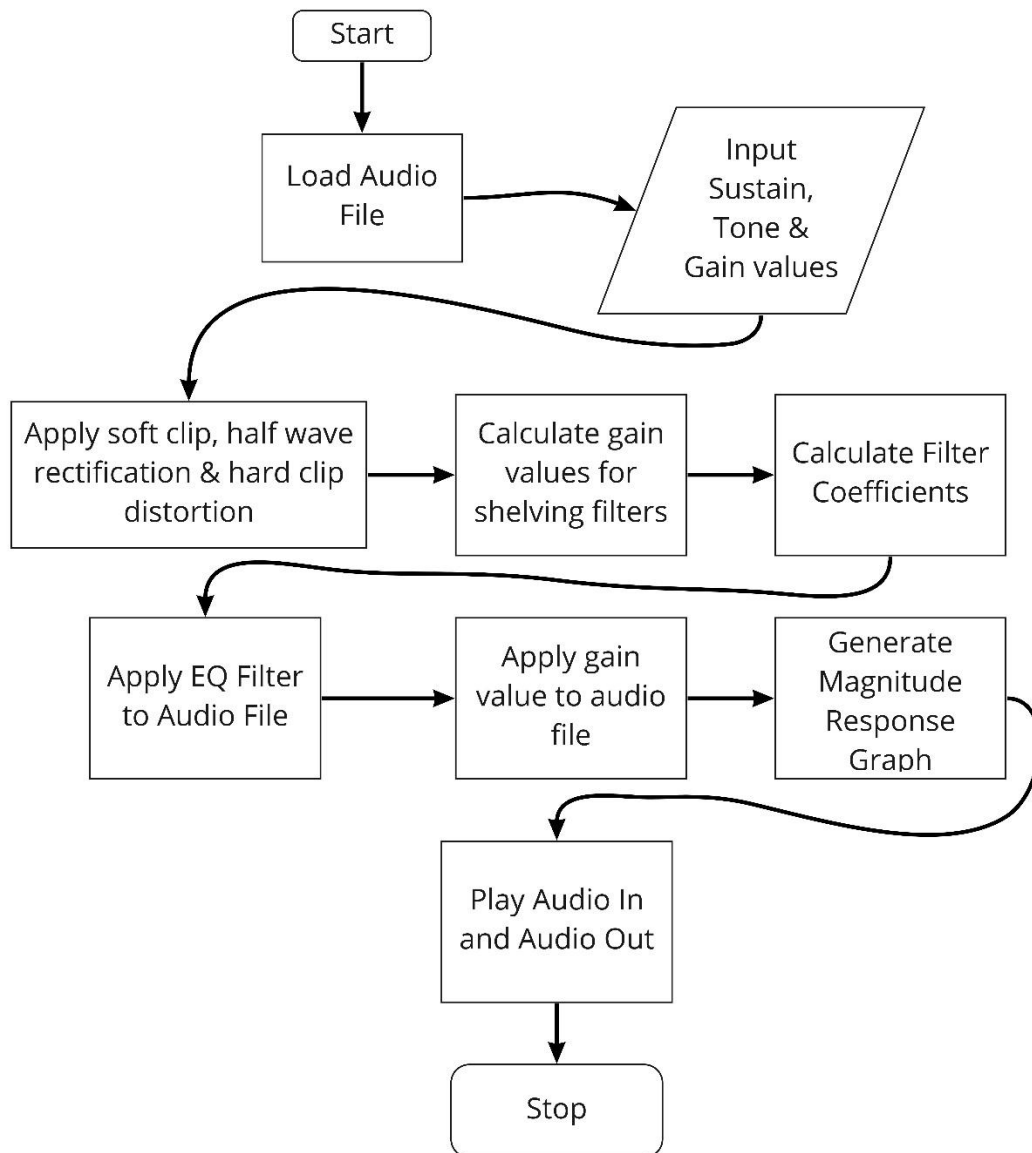 Start
Load Audio
File
Input
Sustain,
Tone &
Gain values
Apply soft clip, half wave
rectification & hard clip
distortion
Calculate gain
values for
shelving filters
Calculate Filter
Coefficients
Apply EQ Filter
to Audio File
Apply gain
value to audio
file
Generate
Magnitude
Response
Graph
Play Audio In
and Audio Out
Stop